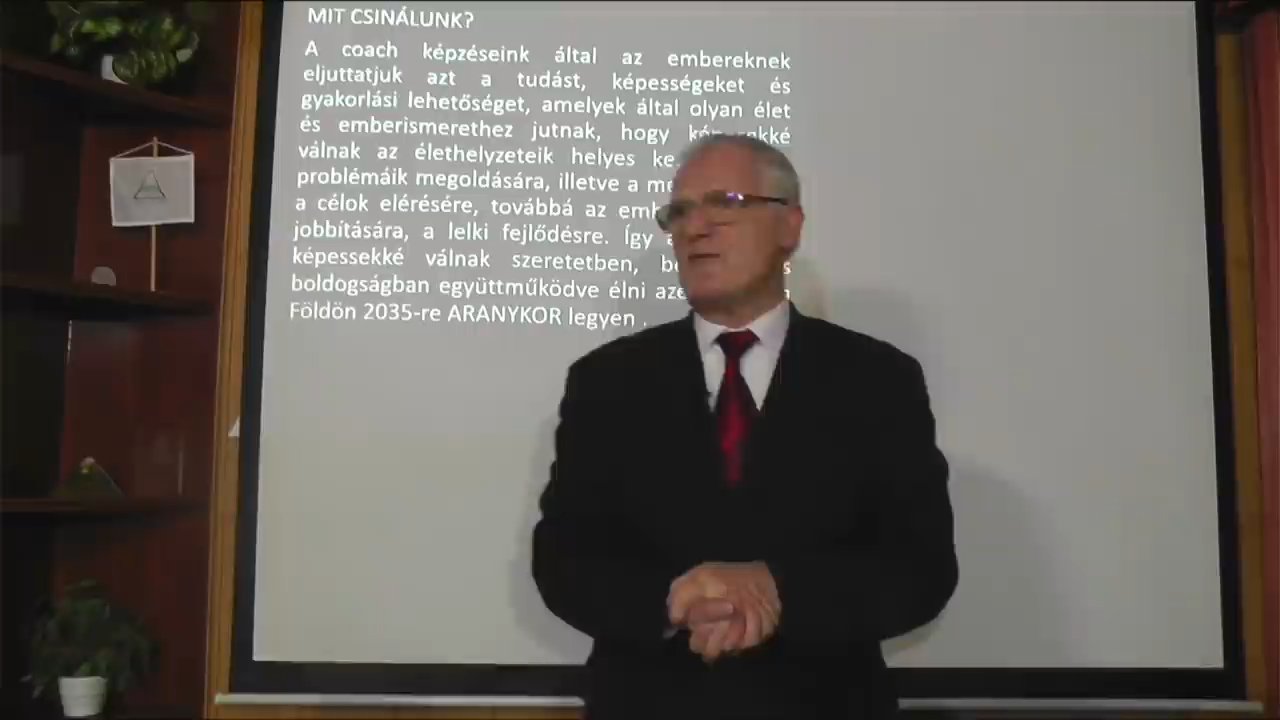 MIT CSINÁLUNK?
A coach képzéseink által az embereknek
eljuttatjuk azt a tudást, képességeket és
gyakorlási lehetőséget, amelyek által olyan élet
és emberismerethez jutnak, hogy
válnak az élethelyzeteik helyes
problémáik megoldására, illetve a
a célok elérésére, továbbá az
jobbítására, a lelki fejlődésre. Így
képessekké válnak szeretetben,
boldogságban együttműködve élni
Földön 2035-re ARANYKOR legyen .